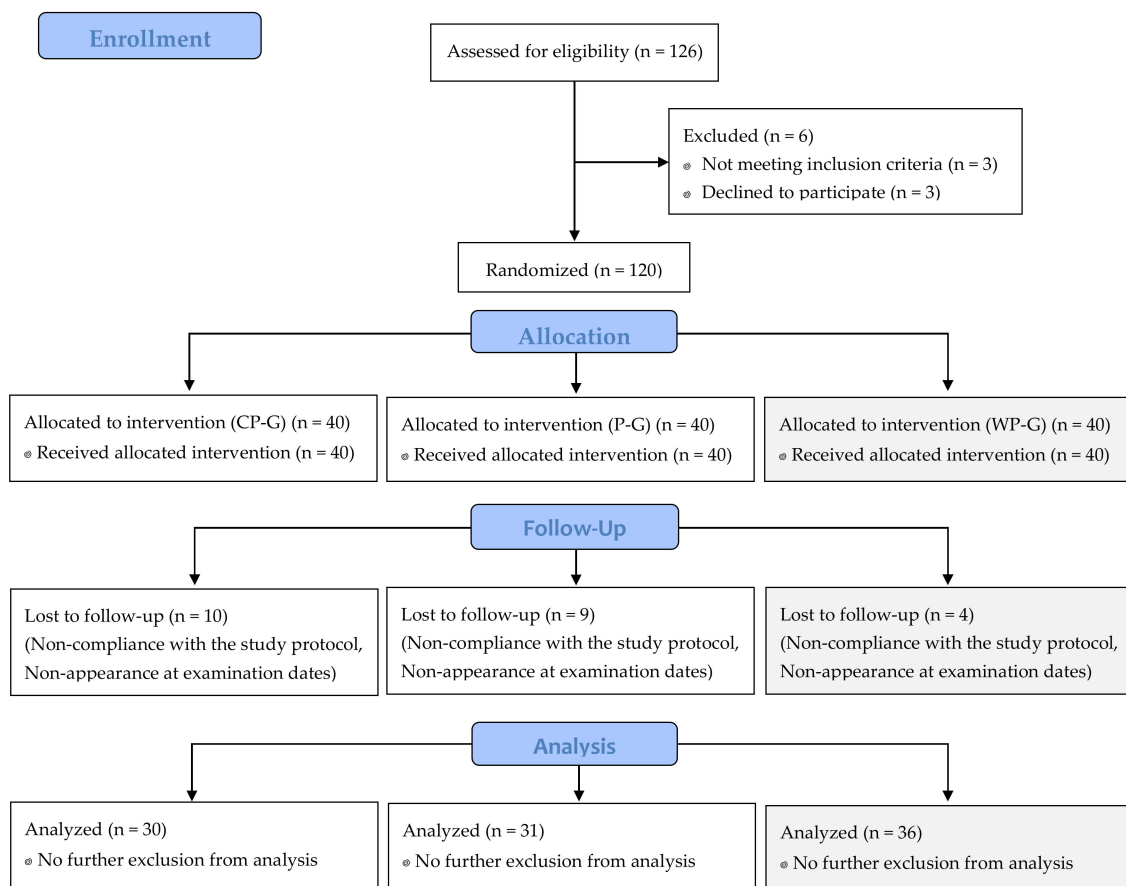 Enrollment
Assessed for eligibility (n = 126)
Excluded (n = 6)
Not meeting inclusion criteria (n = 3)
Declined to participate (n = 3)
Randomized (n = 120)
Allocation
Allocated to intervention (CP-G) (n = 40)
Received allocated intervention (n = 40)
Allocated to intervention (P-G) (n = 40)
Received allocated intervention (n = 40)
Allocated to intervention (WP-G) (n = 40)
Received allocated intervention (n = 40)
Follow-Up
Lost to follow-up (n = 10)
(Non-compliance with the study protocol,
Non-appearance at examination dates)
Lost to follow-up (n = 9)
(Non-compliance with the study protocol,
Non-appearance at examination dates)
Lost to follow-up (n = 4)
(Non-compliance with the study protocol,
Non-appearance at examination dates)
Analysis
Analyzed (n = 30)
No further exclusion from analysis
Analyzed (n = 31)
No further exclusion from analysis
Analyzed (n = 36)
No further exclusion from analysis